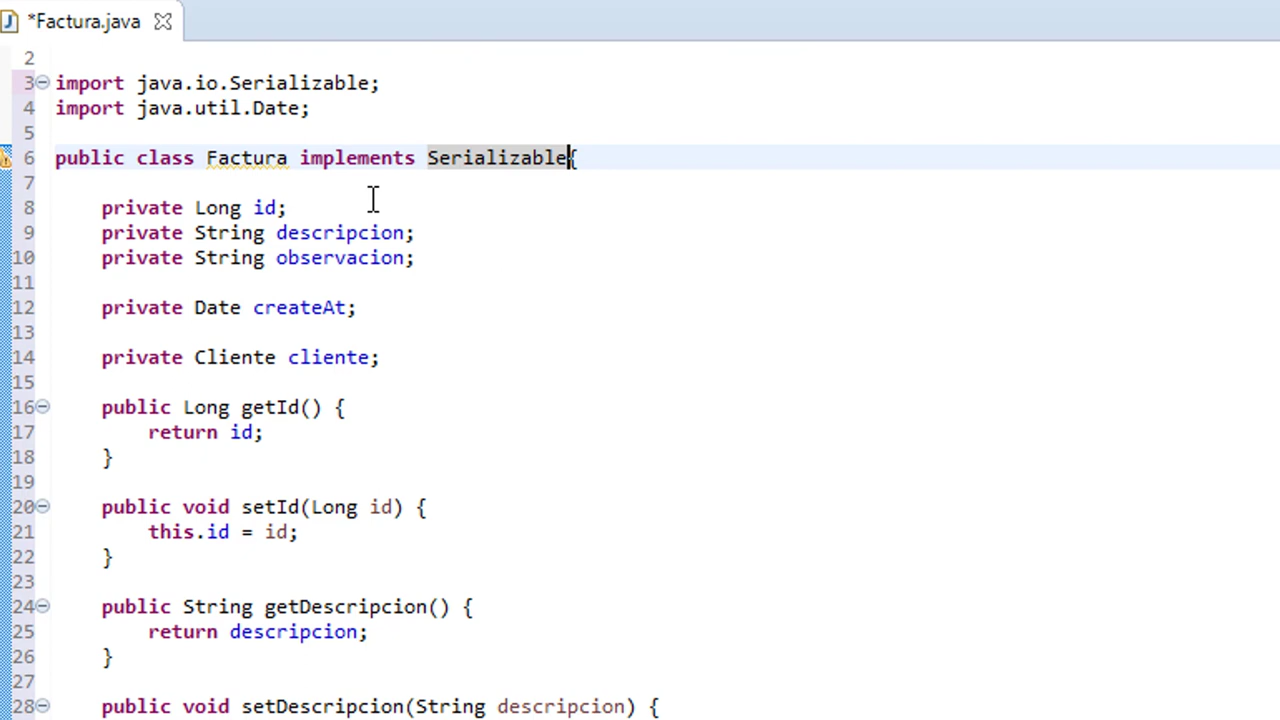 *Factura.java
2
3 import java.io.Serializable;
4 import java.util.Date;
5
6 public class Factura implements Serializable{
7
8 private Long id;
9 private String descripcion;
10 private String observacion;
11
12 private Date createAt;
13
14 private Cliente cliente;
15
16 public Long getId() {
17 return id;
18 }
19
20 public void setId(Long id) {
21 this.id = id;
22 }
23
24 public String getDescripcion() {
25 return descripcion;
26 }
27
28 public void setDescripcion(String descripcion) {